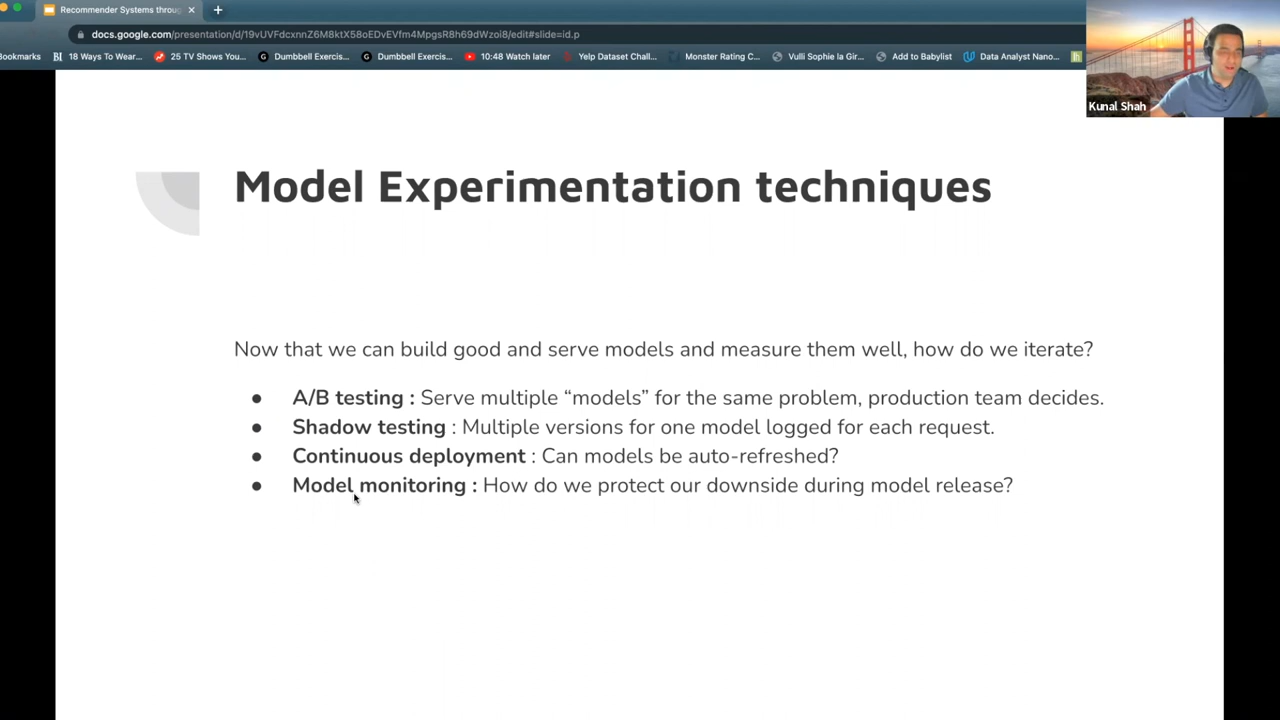 Recommender Systems throu
docs.google.com/presentation/d/19vUVFdcxnnZ6M8ktX58oEDvEVfm4MpgsR8h69dWzoi8/edit#slide=id.p
Bookmarks
BI 18 Ways To Wear...
25 TV Shows You...
G Dumbbell Exercis...
G Dumbbell Exercis...
10:48 Watch later
Yelp Dataset Chall...
Monster Rating C...
Vulli Sophie la Gir...
Add to Babylist
Data Analyst Nano...
Kunal Shah
Model Experimentation techniques
Now that we can build good and serve models and measure them well, how do we iterate?
● A/B testing : Serve multiple “models” for the same problem, production team decides.
● Shadow testing : Multiple versions for one model logged for each request.
● Continuous deployment : Can models be auto-refreshed?
● Model monitoring : How do we protect our downside during model release?